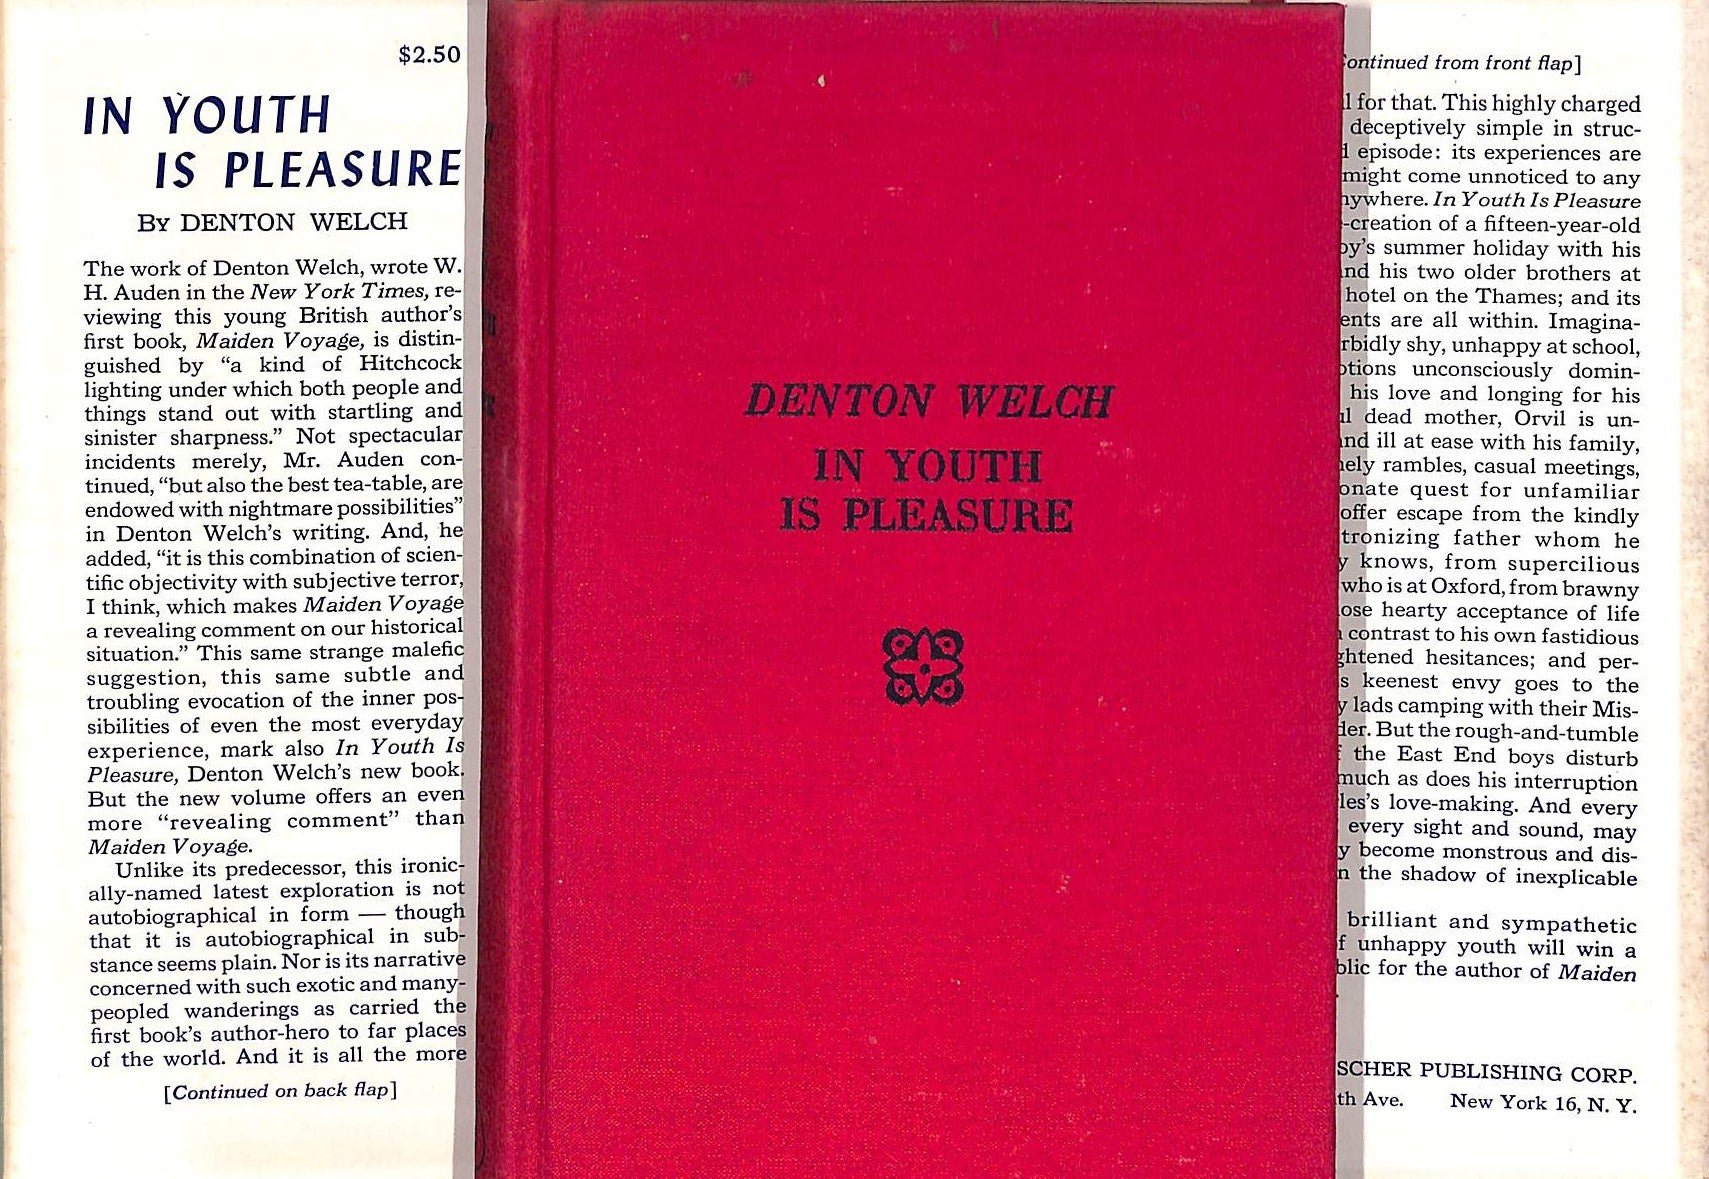 $2.50
IN YOUTH
IS PLEASURE
By DENTON WELCH
The work of Denton Welch, wrote W.
H. Auden in the New York Times, re-
viewing this young British author's
first book, Maiden Voyage, is distin-
guished by “a kind of Hitchcock
lighting under which both people and
things stand out with startling and
sinister sharpness.” Not spectacular
incidents merely, Mr. Auden con-
tinued, “but also the best tea-table, are
endowed with nightmare possibilities”
in Denton Welch's writing. And, he
added, “it is this combination of scien-
tific objectivity with subjective terror,
I think, which makes Maiden Voyage
a revealing comment on our historical
situation.” This same strange malefic
suggestion, this same subtle and
troubling evocation of the inner pos-
sibilities of even the most everyday
experience, mark also In Youth Is
Pleasure, Denton Welch's new book.
But the new volume offers an even
more “revealing comment” than
Maiden Voyage.
Unlike its predecessor, this ironic-
ally-named latest exploration is not
autobiographical in form — though
that it is autobiographical in sub-
stance seems plain. Nor is its narrative
concerned with such exotic and many-
peopled wanderings as carried the
first book's author-hero to far places
of the world. And it is all the more
[Continued on back flap]
DENTON WELCH
IN YOUTH
IS PLEASURE
ontinued from front flap]
for that. This highly charged
deceptively simple in struc-
episode: its experiences are
might come unnoticed to any
ywhere. In Youth Is Pleasure
-creation of a fifteen-year-old
y's summer holiday with his
nd his two older brothers at
hotel on the Thames; and its
ents are all within. Imagina-
rbidly shy, unhappy at school,
tions unconsciously domin-
his love and longing for his
dead mother, Orvil is un-
nd ill at ease with his family,
ely rambles, casual meetings,
onate quest for unfamiliar
offer escape from the kindly
tronizing father whom he
knows, from supercilious
who is at Oxford, from brawny
ose hearty acceptance of life
contrast to his own fastidious
ghtened hesitances; and per-
s keenest envy goes to the
lads camping with their Mis-
der. But the rough-and-tumble
the East End boys disturb
much as does his interruption
les's love-making. And every
every sight and sound, may
y become monstrous and dis-
n the shadow of inexplicable
brilliant and sympathetic
f unhappy youth will win a
blic for the author of Maiden
SCHER PUBLISHING CORP.
th Ave. New York 16, N. Y.